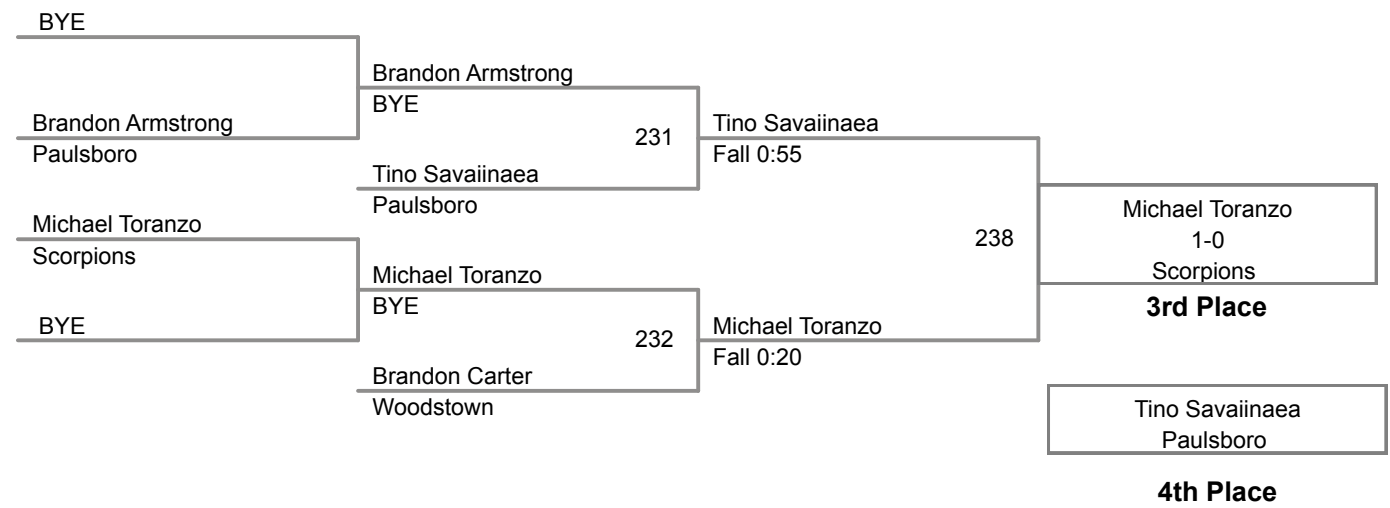 BYE
Brandon Armstrong
Paulsboro
Michael Toranzo
Scorpions
BYE
Brandon Armstrong
BYE
231
Tino Savaiinaea
Paulsboro
Michael Toranzo
BYE
232
Brandon Carter
Woodstown
Tino Savaiinaea
Fall 0:55
238
Michael Toranzo
Fall 0:20
Michael Toranzo
1-0
Scorpions
3rd Place
Tino Savaiinaea
Paulsboro
4th Place